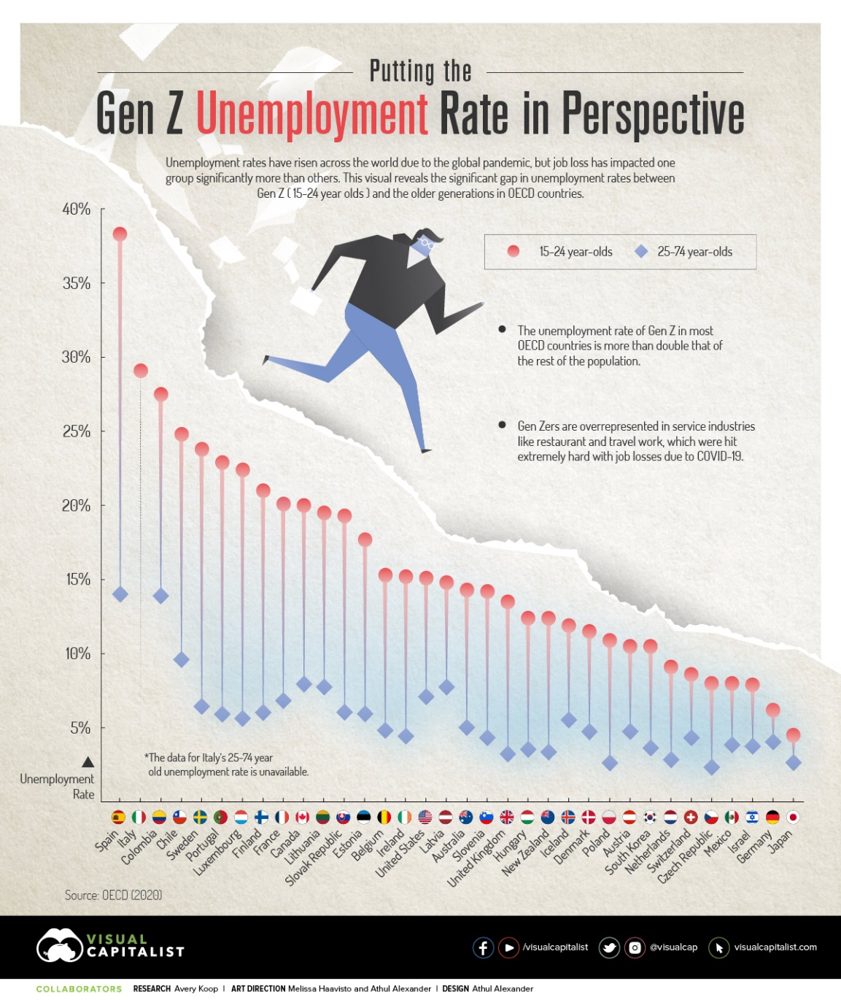 Putting the
Gen Z Unemployment Rate in Perspective
Unemployment rates have risen across the world due to the global pandemic, but job loss has impacted one
group significantly more than others. This visual reveals the significant gap in unemployment rates between
Gen Z ( 15-24 year olds ) and the older generations in OECD countries.
40%
35%
30%
25%
20%
15%
10%
5%
15-24 year-olds
25-74 year-olds
The unemployment rate of Gen Z in most
OECD countries is more than double that of
the rest of the population.
Gen Zers are overrepresented in service industries
like restaurant and travel work, which were hit
extremely hard with job losses due to COVID-19.
*The data for Italy's 25-74 year
old unemployment rate is unavailable.
Unemployment
Rate
Spain
Italy
Colombia
Chile
Sweden
Portugal
Luxembourg
Finland
France
Canada
Lithuania
Slovak Republic
Estonia
Belgium
Ireland
United States
Latvia
Australia
Slovenia
United Kingdom
Hungary
New Zealand
Iceland
Denmark
Poland
Austria
South Korea
Netherlands
Switzerland
Czech Republic
Mexico
Israel
Germany
Japan
Source: OECD (2020)
VISUAL
CAPITALIST
/visualcapitalist
@visualcap
visualcapitalist.com
COLLABORATORS RESEARCH Avery Koop | ART DIRECTION Melissa Haavisto and Athul Alexander | DESIGN Athul Alexander